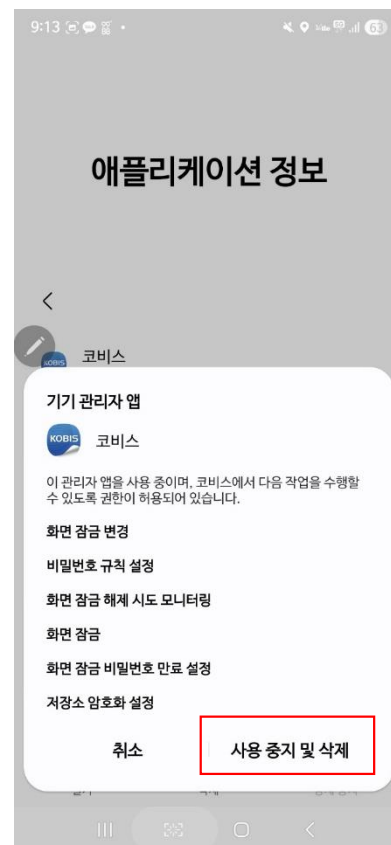 9:13
63
애플리케이션 정보
KOBIS
코비스
기기 관리자 앱
KOBIS
코비스
이 관리자 앱을 사용 중이며, 코비스에서 다음 작업을 수행할
수 있도록 권한이 허용되어 있습니다.
화면 잠금 변경
비밀번호 규칙 설정
화면 잠금 해제 시도 모니터링
화면 잠금
화면 잠금 비밀번호 만료 설정
저장소 암호화 설정
취소
사용 중지 및 삭제